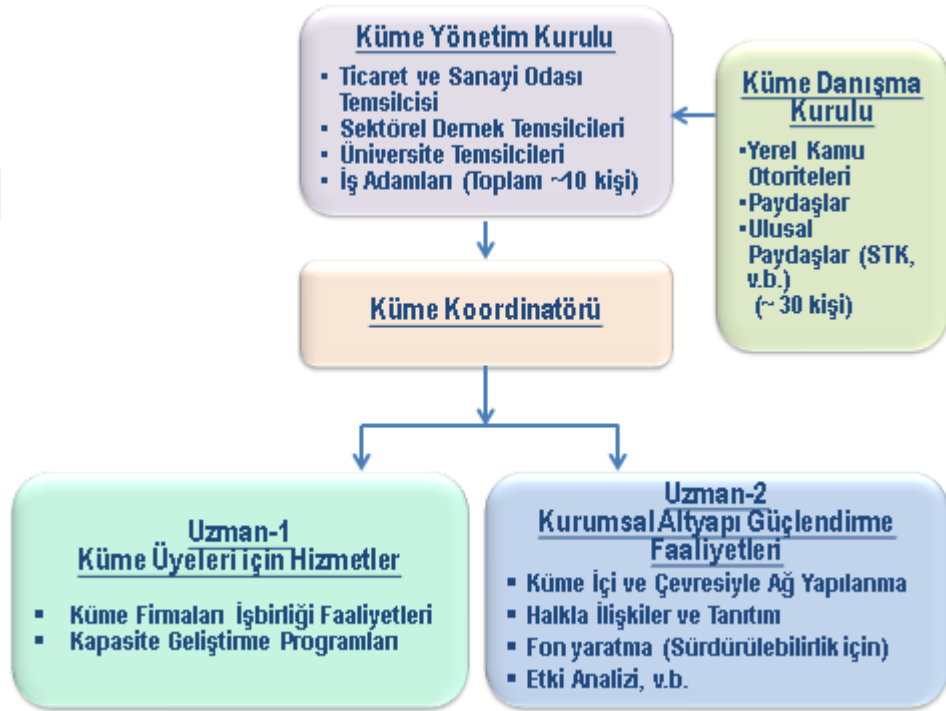 Küme Yönetim Kurulu
▪ Ticaret ve Sanayi Odası
Temsilcisi
▪ Sektörel Dernek Temsilcileri
▪ Üniversite Temsilcileri
▪ İş Adamları (Toplam ~10 kişi)
Küme Danışma
Kurulu
▪Yerel Kamu
Otoriteleri
▪Paydaşlar
▪Ulusal
Paydaşlar (STK,
v.b.)
(~ 30 kişi)
Küme Koordinatörü
Uzman-1
Küme Üyeleri için Hizmetler
▪ Küme Firmaları İşbirliği Faaliyetleri
▪ Kapasite Geliştirme Programları
Uzman-2
Kurumsal Altyapı Güçlendirme
Faaliyetleri
▪ Küme İçi ve Çevresiyle Ağ Yapılanma
▪ Halkla İlişkiler ve Tanıtım
▪ Fon yaratma (Sürdürülebilirlik için)
▪ Etki Analizi, v.b.